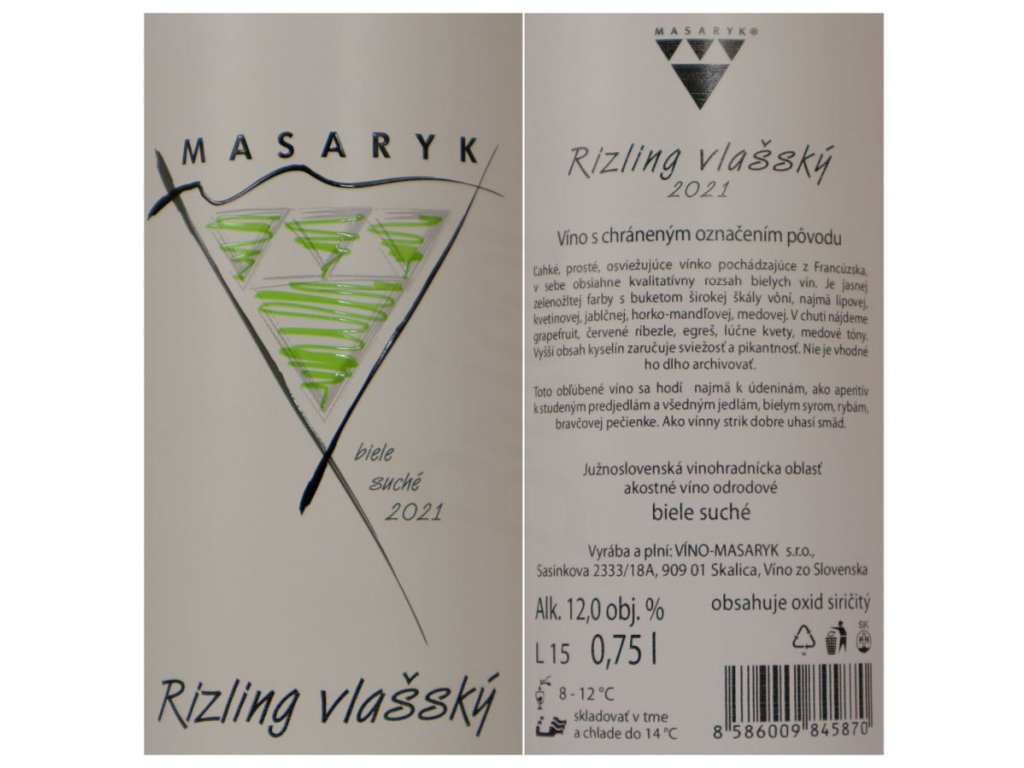 MASARYK
biele
suché
2021
Rizling vlašský
MASARYK®
Rizling vlašský
2021
Víno s chráneným označením pôvodu
Ľahké, prosté, osviežujúce vínko pochádzajúce z Francúzska,
v sebe obsiahne kvalitatívny rozsah bielych vín. Je jasnej
zelenožltej farby s buketom širokej škály vôní, najmä lipovej,
kvetinovej, jabĺčnej, horko-mandľovej, medovej. V chuti nájdeme
grapefruit, červené ríbezle, egreš, lúčne kvety, medové tóny.
Vyšší obsah kyselín zaručuje sviežosť a pikantnosť. Nie je vhodné
ho dlho archivovať.
Toto obľúbené víno sa hodí najmä k údeninám, ako aperitív
k studeným predjedlám a všedným jedlám, bielym syrom, rybám,
bravčovej pečienke. Ako vínny strik dobre uhasí smäd.
Južnoslovenská vinohradnícka oblasť
akostné víno odrodové
biele suché
Vyrába a plní: VÍNO-MASARYK s.r.o.,
Sasinkova 2333/18A, 909 01 Skalica, Víno zo Slovenska
Alk. 12,0 obj. %
obsahuje oxid siričitý
L 15 0,75 l
SK
8 - 12 °C
skladovať v tme
a chlade do 14 °C
8 586009 845870